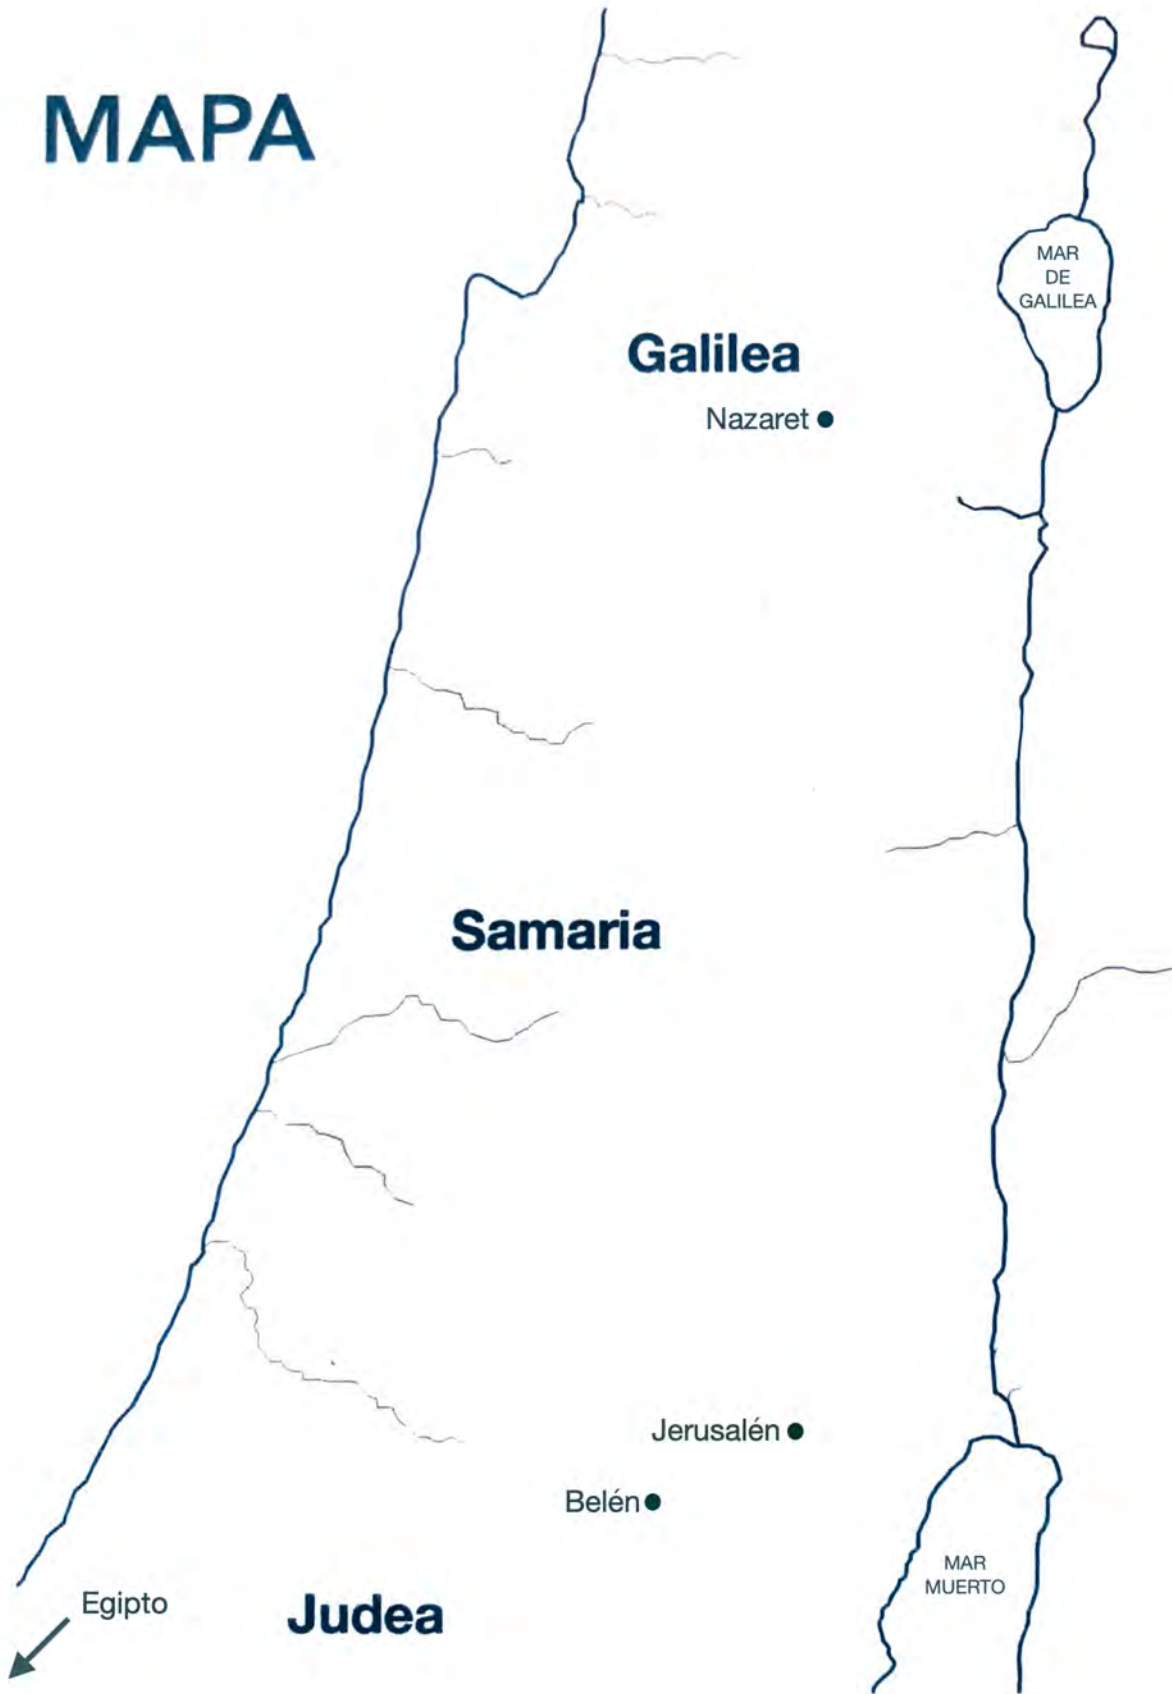 MAPA
MAR
DE
GALILEA
Galilea
Nazaret
Samaria
Jerusalén
Belén
MAR
MUERTO
Egipto
Judea